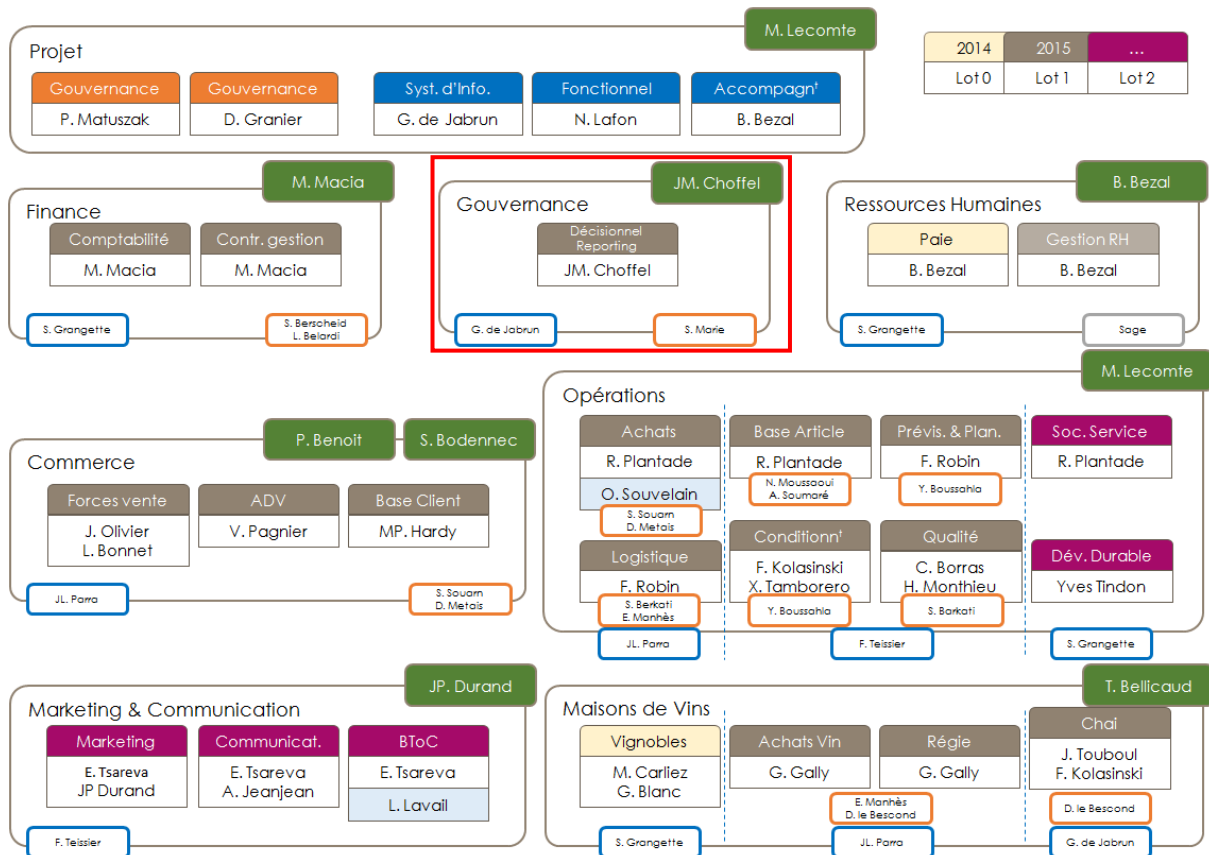 M. Lecomte
Projet
Gouvernance
P. Matuszak
Gouvernance
D. Granier
Syst. d'Info.
G. de Jabrun
Fonctionnel
N. Lafon
Accompagnᵗ
B. Bezal
2014 2015 ...
Lot 0 Lot 1 Lot 2
M. Macia
Finance
Comptabilité
M. Macia
Contr. gestion
M. Macia
S. Grangette
S. Berscheid
L. Belardi
JM. Choffel
Gouvernance
Décisionnel
Reporting
JM. Choffel
G. de Jabrun
S. Marie
B. Bezal
Ressources Humaines
Paie
B. Bezal
Gestion RH
B. Bezal
S. Grangette
Sage
P. Benoit
S. Bodennec
Commerce
Forces vente
J. Olivier
L. Bonnet
ADV
V. Pagnier
Base Client
MP. Hardy
JL. Parra
S. Souarn
D. Metais
M. Lecomte
Opérations
Achats
R. Plantade
O. Souvelain
S. Souarn
D. Metais
Base Article
R. Plantade
N. Moussaoui
A. Soumaré
Prévis. & Plan.
F. Robin
Y. Boussahla
Soc. Service
R. Plantade
Logistique
F. Robin
S. Berkati
E. Manhès
Conditionnᵗ
F. Kolasinski
X. Tamborero
Y. Boussahla
Qualité
C. Borras
H. Monthieu
S. Barkati
Dév. Durable
Yves Tindon
JL. Parra
F. Teissier
S. Grangette
JP. Durand
Marketing & Communication
Marketing
E. Tsareva
JP Durand
Communicat.
E. Tsareva
A. Jeanjean
BToC
E. Tsareva
L. Lavail
F. Teissier
T. Bellicaud
Maisons de Vins
Vignobles
M. Carliez
G. Blanc
Achats Vin
G. Gally
Régie
G. Gally
E. Manhès
D. le Bescond
Chai
J. Touboul
F. Kolasinski
D. le Bescond
S. Grangette
JL. Parra
G. de Jabrun